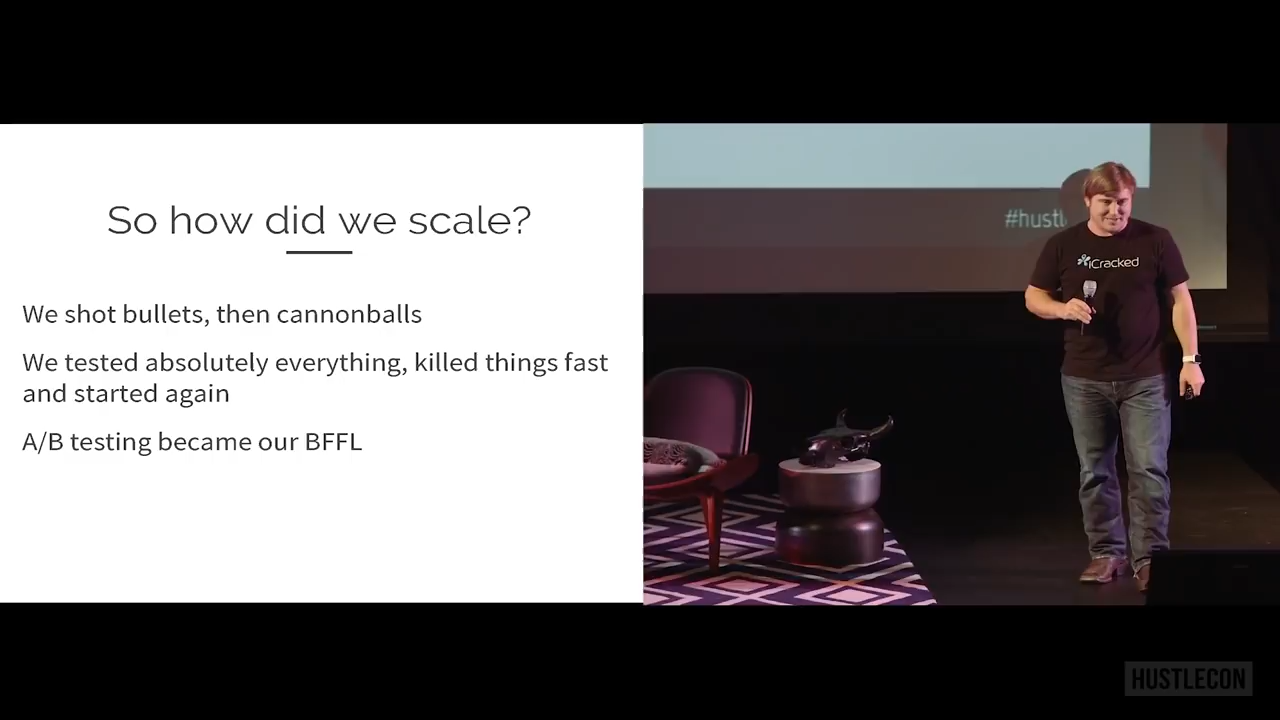 So how did we scale?
We shot bullets, then cannonballs
We tested absolutely everything, killed things fast
and started again
A/B testing became our BFFL
#hustl
iCracked
HUSTLECON